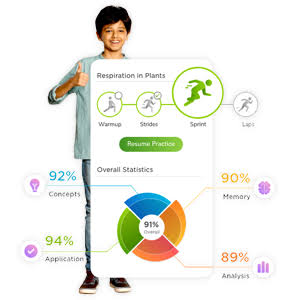 Respiration in Plants
Warmup
Strides
Sprint
Laps
Resume Practice
Overall Statistics
92%
Concepts
90%
Memory
91%
Overall
94%
Application
89%
Analysis